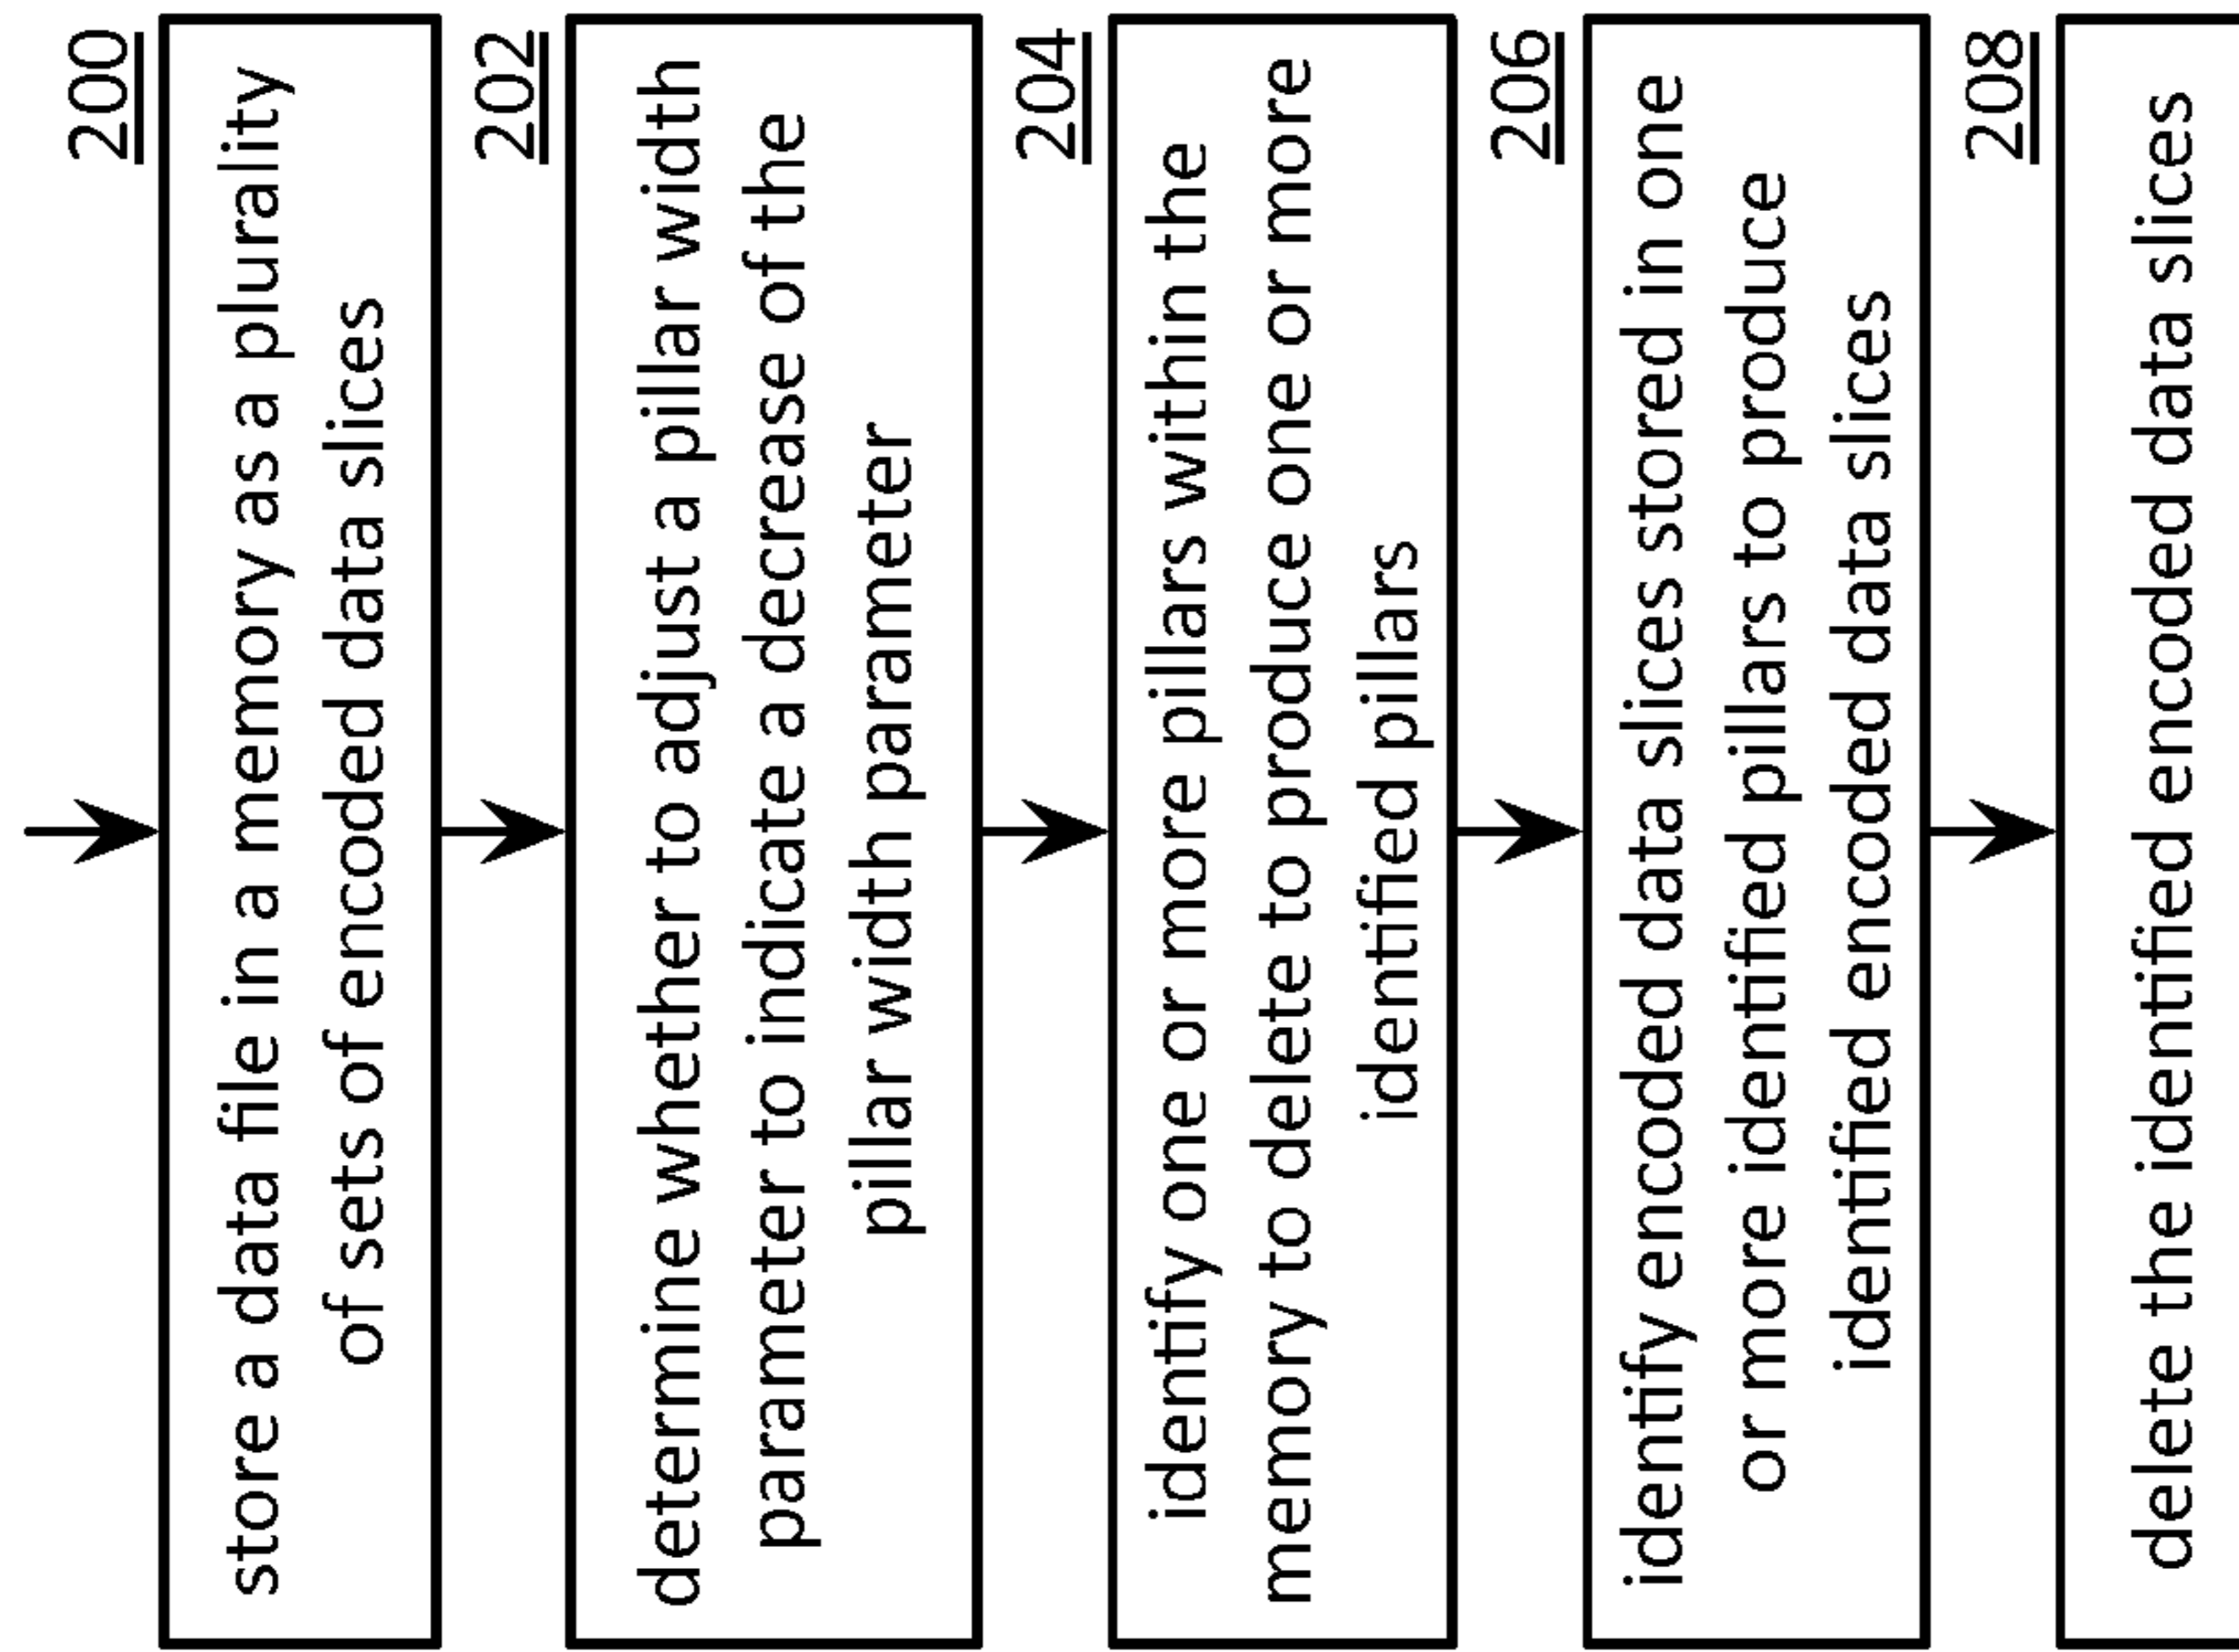 200
store a data file in a memory as a plurality
of sets of encoded data slices
202
determine whether to adjust a pillar width
parameter to indicate a decrease of the
pillar width parameter
204
identify one or more pillars within the
memory to delete to produce one or more
identified pillars
206
identify encoded data slices stored in one
or more identified pillars to produce
identified encoded data slices
208
delete the identified encoded data slices